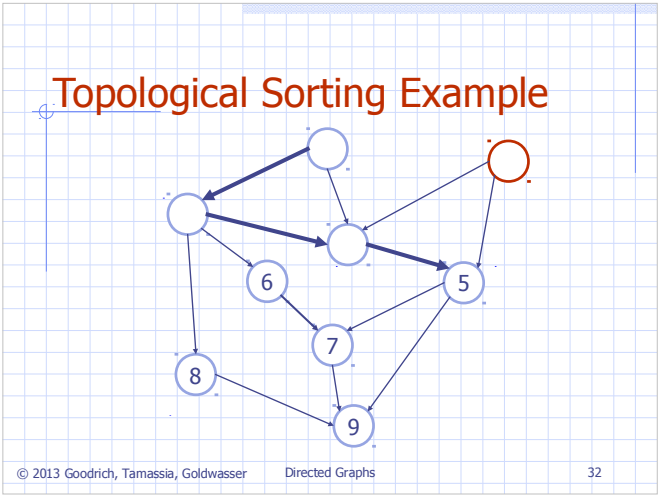 Topological Sorting Example
6
5
7
8
9
© 2013 Goodrich, Tamassia, Goldwasser Directed Graphs 32